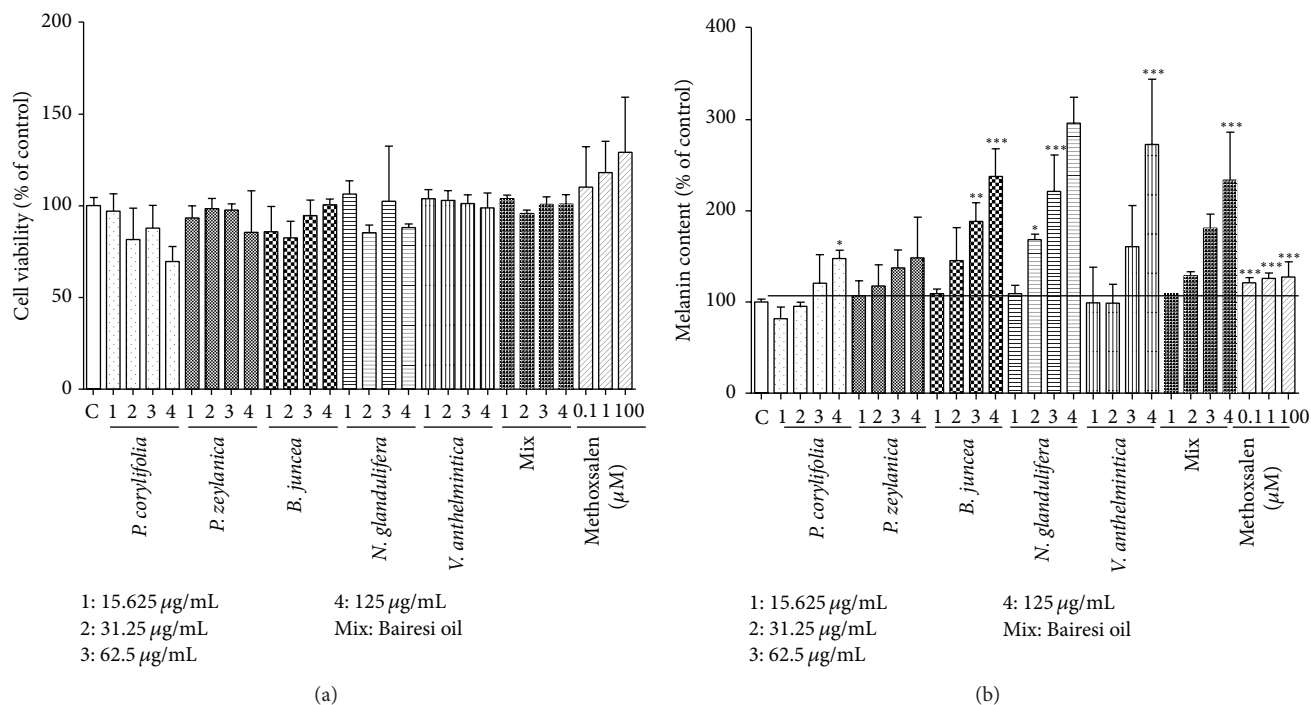 200
150
100
50
0
Cell viability (% of control)
C 1 2 3 4 1 2 3 4 1 2 3 4 1 2 3 4 1 2 3 4 1 2 3 4 0.1 1 100
P. corylifolia
P. zeylanica
B. juncea
N. glandulifera
V. anthelmintica
Mix
Methoxsalen
(μM)
1: 15.625 μg/mL
2: 31.25 μg/mL
3: 62.5 μg/mL
4: 125 μg/mL
Mix: Bairesi oil
(a)
400
300
200
100
0
Melanin content (% of control)
*
**
***
*
***
***
***
***
***
***
C 1 2 3 4 1 2 3 4 1 2 3 4 1 2 3 4 1 2 3 4 1 2 3 4 0.1 1 100
P. corylifolia
P. zeylanica
B. juncea
N. glandulifera
V. anthelmintica
Mix
Methoxsalen
(μM)
1: 15.625 μg/mL
2: 31.25 μg/mL
3: 62.5 μg/mL
4: 125 μg/mL
Mix: Bairesi oil
(b)